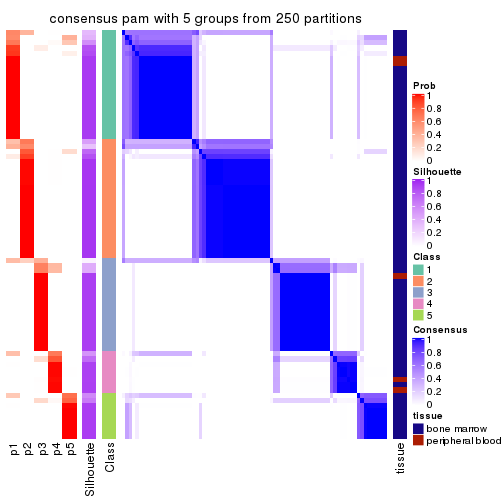 consensus pam with 5 groups from 250 partitions
Prob
1
0.8
0.6
0.4
0.2
0
Silhouette
1
0.8
0.6
0.4
0.2
0
Class
1
2
3
4
5
Consensus
1
0.8
0.6
0.4
0.2
0
tissue
bone marrow
peripheral blood
p1
p2
p3
p4
p5
Silhouette
Class
tissue